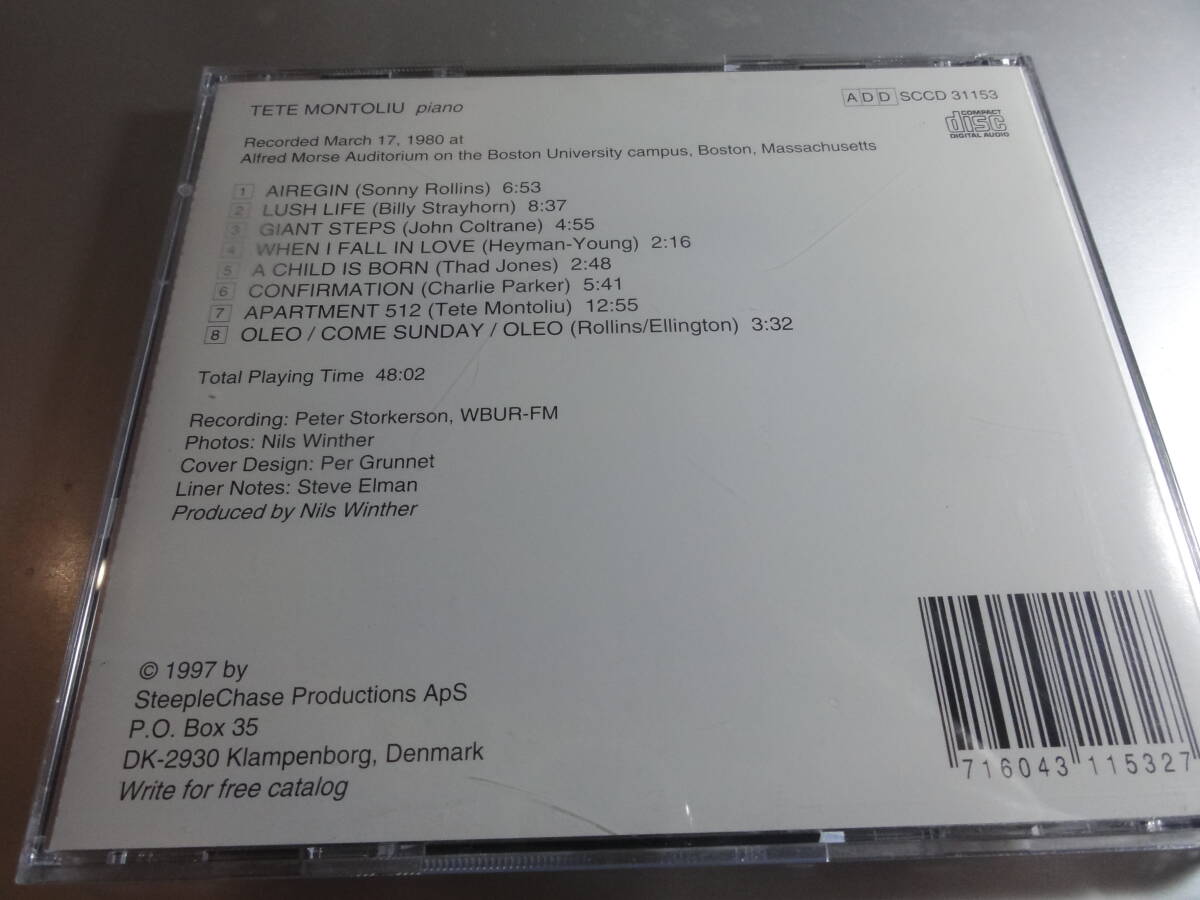 TETE MONTOLIU piano
ADD SCCD 31153
COMPACT
disc
DIGITAL AUDIO
Recorded March 17, 1980 at
Alfred Morse Auditorium on the Boston University campus, Boston, Massachusetts
1 AIREGIN (Sonny Rollins) 6:53
2 LUSH LIFE (Billy Strayhorn) 8:37
3 GIANT STEPS (John Coltrane) 4:55
4 WHEN I FALL IN LOVE (Heyman-Young) 2:16
5 A CHILD IS BORN (Thad Jones) 2:48
6 CONFIRMATION (Charlie Parker) 5:41
7 APARTMENT 512 (Tete Montoliu) 12:55
8 OLEO / COME SUNDAY / OLEO (Rollins/Ellington) 3:32
Total Playing Time 48:02
Recording: Peter Storkerson, WBUR-FM
Photos: Nils Winther
Cover Design: Per Grunnet
Liner Notes: Steve Elman
Produced by Nils Winther
© 1997 by
SteepleChase Productions ApS
P.O. Box 35
DK-2930 Klampenborg, Denmark
Write for free catalog
716043 115327